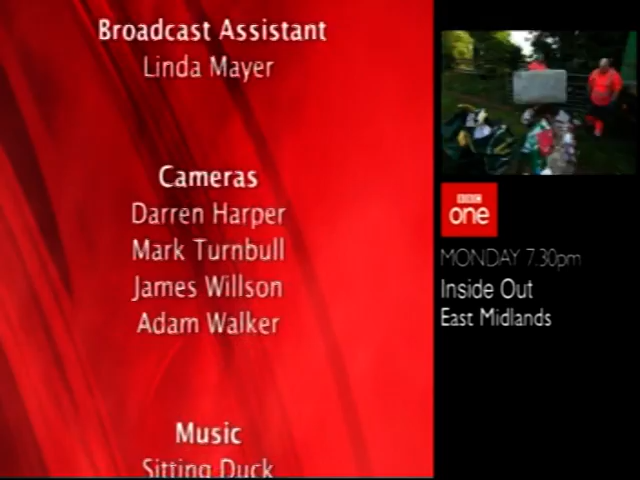 Broadcast Assistant
Linda Mayer
Cameras
Darren Harper
Mark Turnbull
James Willson
Adam Walker
Music
Sitting Duck
BBC
one
MONDAY 7.30pm
Inside Out
East Midlands